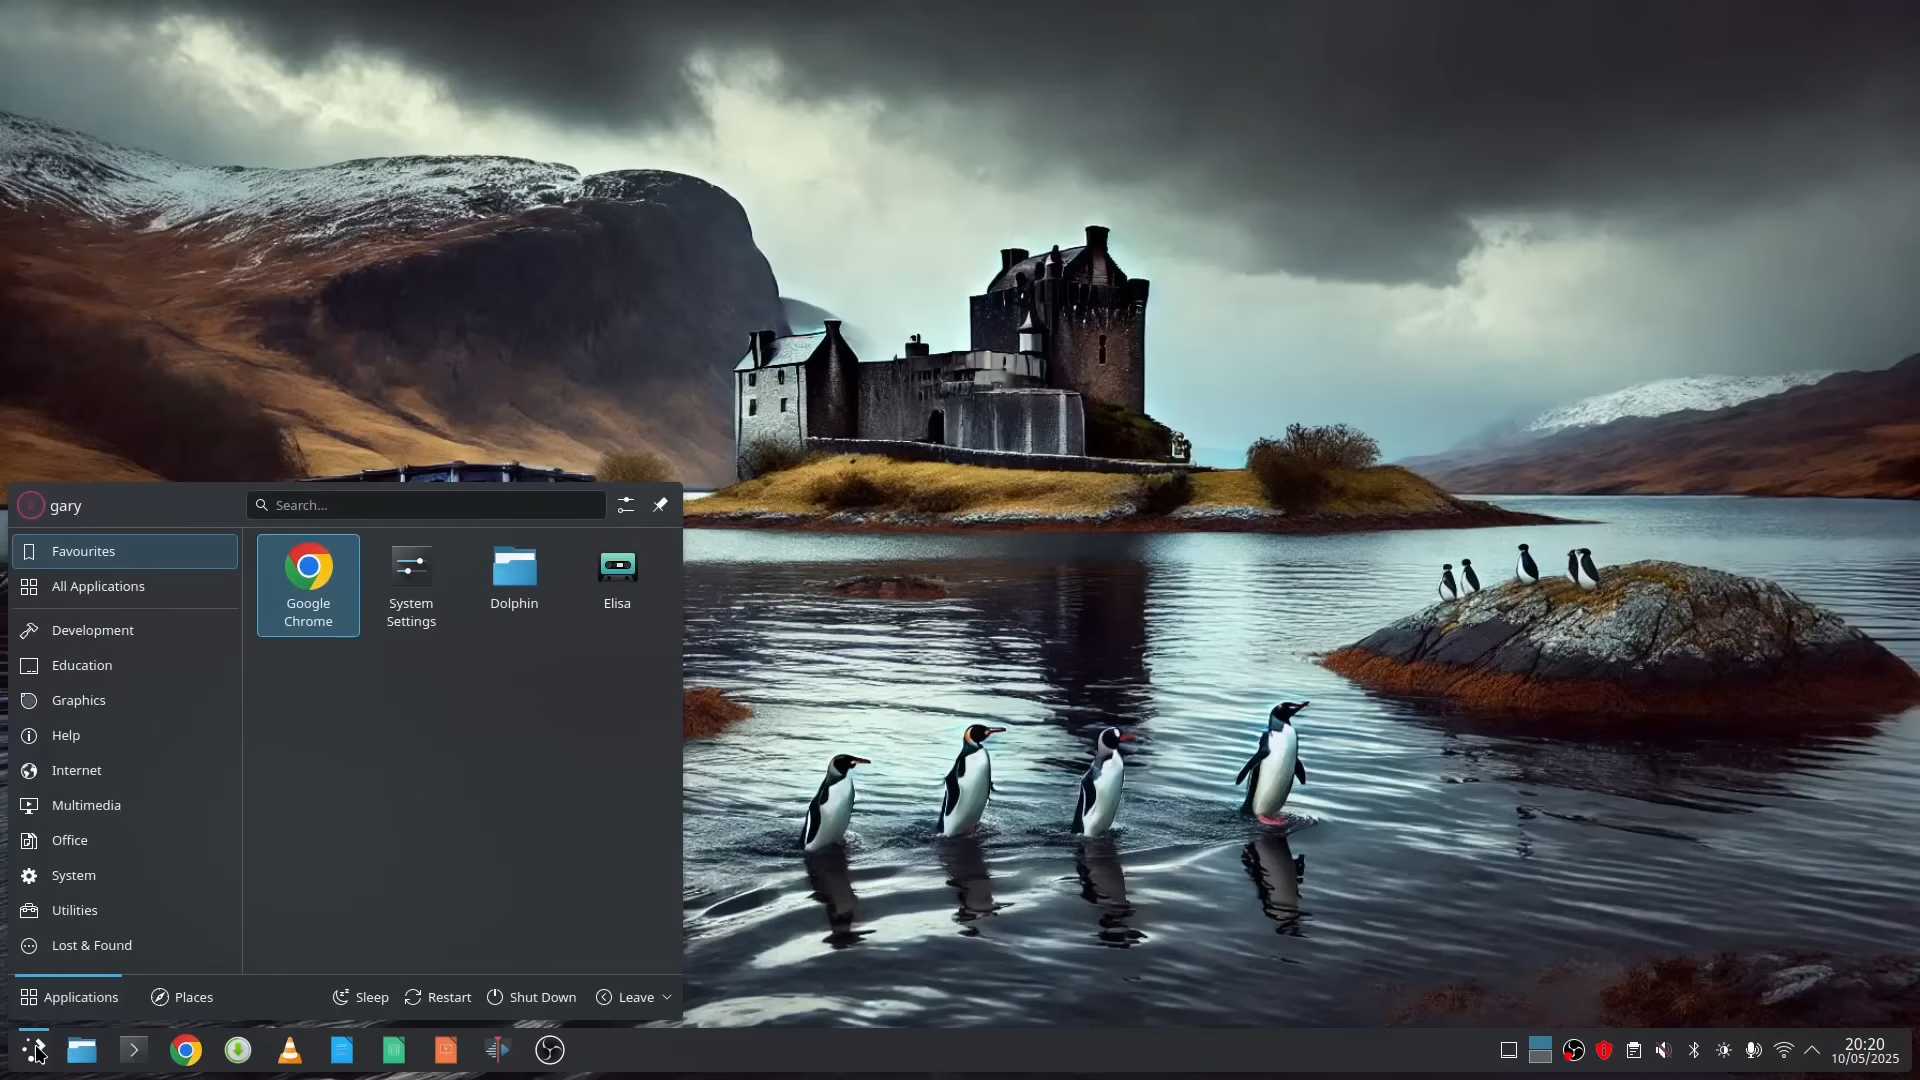 gary
Search...
Favourites
All Applications
Development
Education
Graphics
Help
Internet
Multimedia
Office
System
Utilities
Lost & Found
Google
Chrome
System
Settings
Dolphin
Elisa
Applications
Places
Sleep
Restart
Shut Down
Leave
20:20
10/05/2025